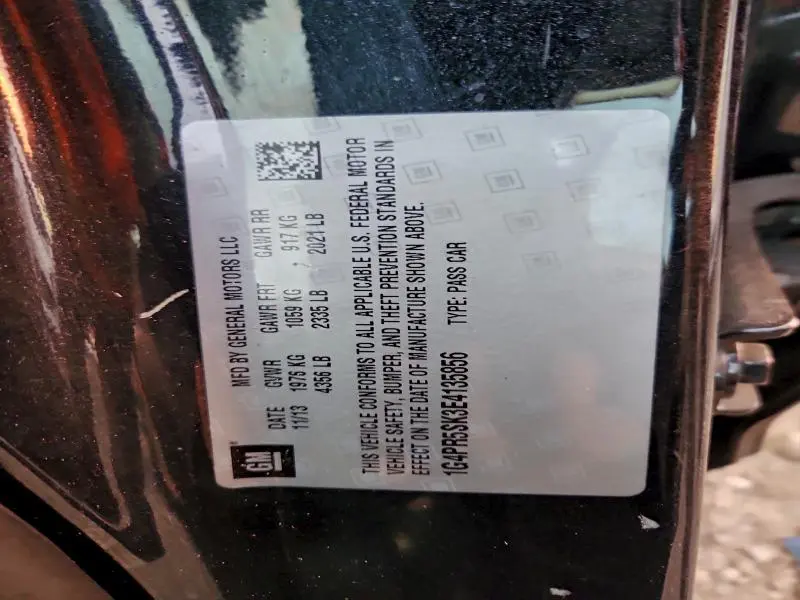 MFD BY GENERAL MOTORS LLC
DATE GVWR GAWR FRT GAWR RR
11/13 1976 KG 1059 KG 917 KG
4356 LB 2335 LB 2021 LB
GM
THIS VEHICLE CONFORMS TO ALL APPLICABLE U.S. FEDERAL MOTOR
VEHICLE SAFETY, BUMPER, AND THEFT PREVENTION STANDARDS IN
EFFECT ON THE DATE OF MANUFACTURE SHOWN ABOVE.
1G4PR5SK3E4135856 TYPE: PASS CAR